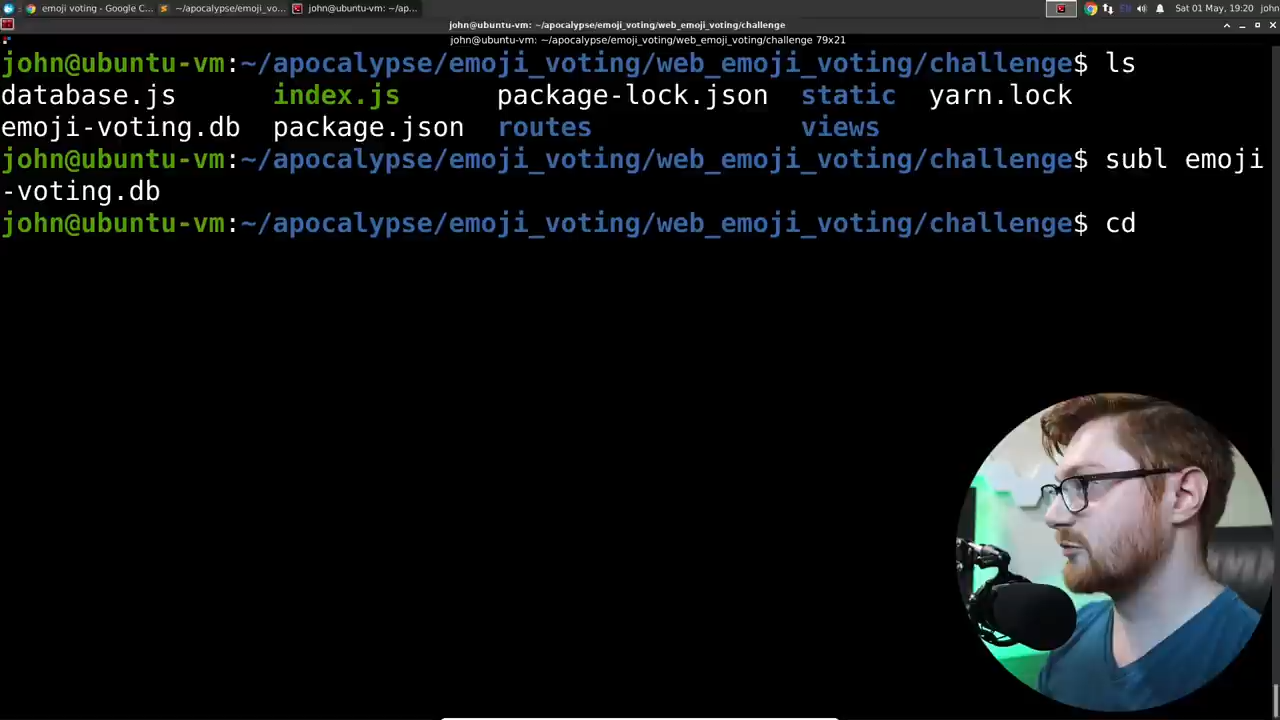 emoji voting - Google C...
~/apocalypse/emoji_vo...
john@ubuntu-vm: ~/ap...
Sat 01 May, 19:20
john
john@ubuntu-vm: ~/apocalypse/emoji_voting/web_emoji_voting/challenge
john@ubuntu-vm: ~/apocalypse/emoji_voting/web_emoji_voting/challenge 79x21
john@ubuntu-vm:~/apocalypse/emoji_voting/web_emoji_voting/challenge$ ls
database.js index.js package-lock.json static yarn.lock
emoji-voting.db package.json routes views
john@ubuntu-vm:~/apocalypse/emoji_voting/web_emoji_voting/challenge$ subl emoji
-voting.db
john@ubuntu-vm:~/apocalypse/emoji_voting/web_emoji_voting/challenge$ cd